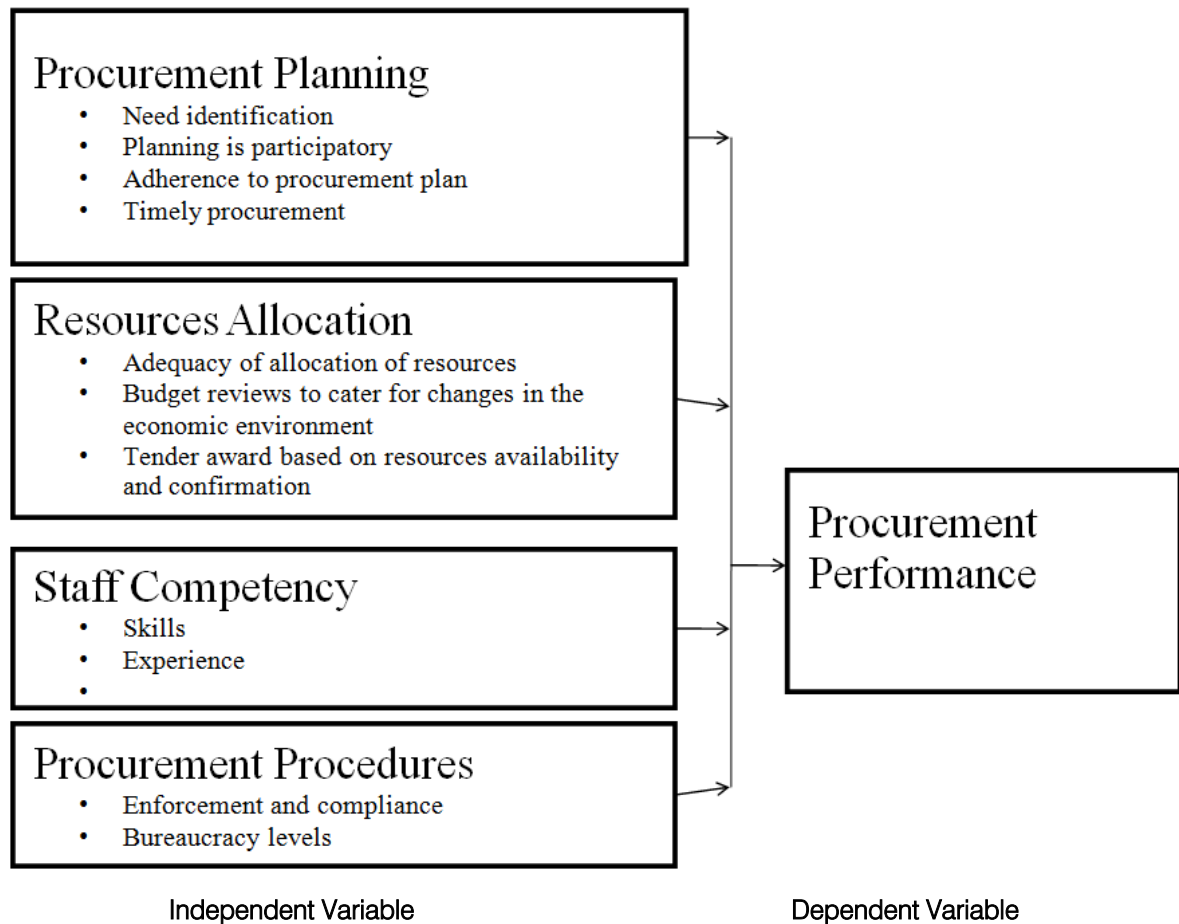 Procurement Planning
• Need identification
• Planning is participatory
• Adherence to procurement plan
• Timely procurement
Resources Allocation
• Adequacy of allocation of resources
• Budget reviews to cater for changes in the
economic environment
• Tender award based on resources availability
and confirmation
Staff Competency
• Skills
• Experience
•
Procurement Procedures
• Enforcement and compliance
• Bureaucracy levels
Procurement
Performance
Independent Variable
Dependent Variable